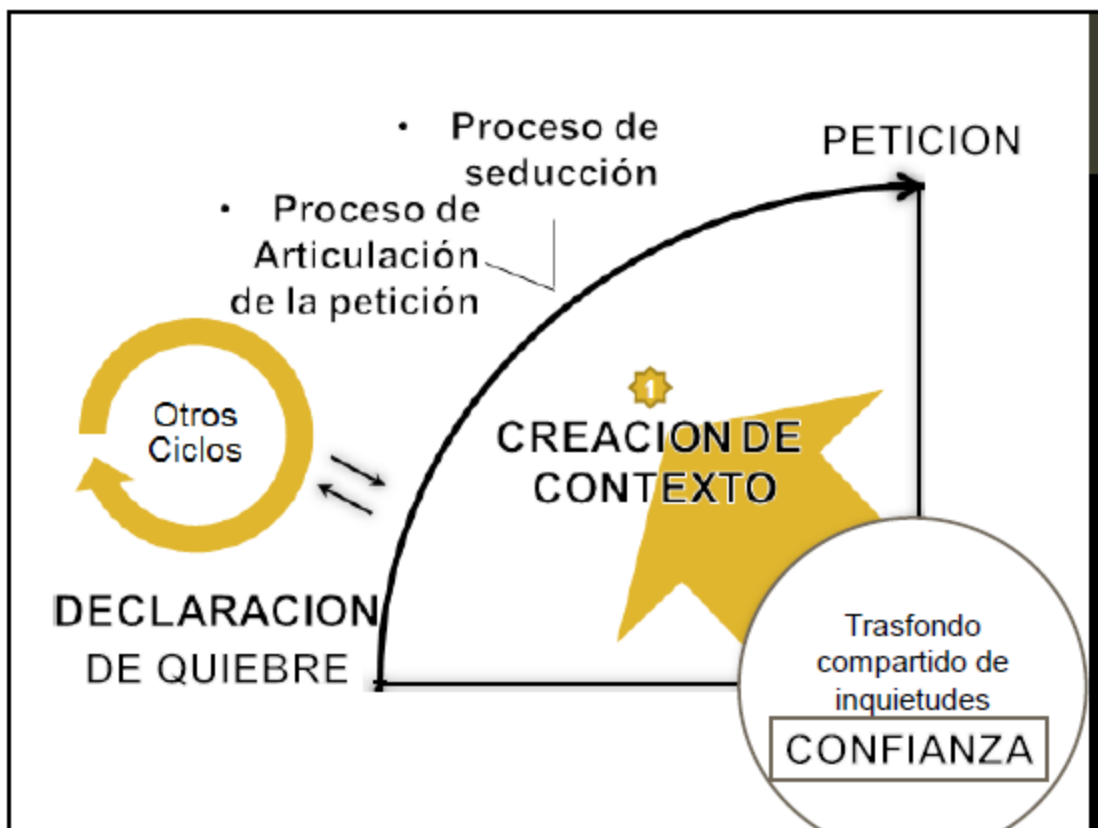 • Proceso de
seducción
PETICION
• Proceso de
Articulación
de la petición
Otros
Ciclos
1
CREACION DE
CONTEXTO
DECLARACION
DE QUIEBRE
Trasfondo
compartido de
inquietudes
CONFIANZA